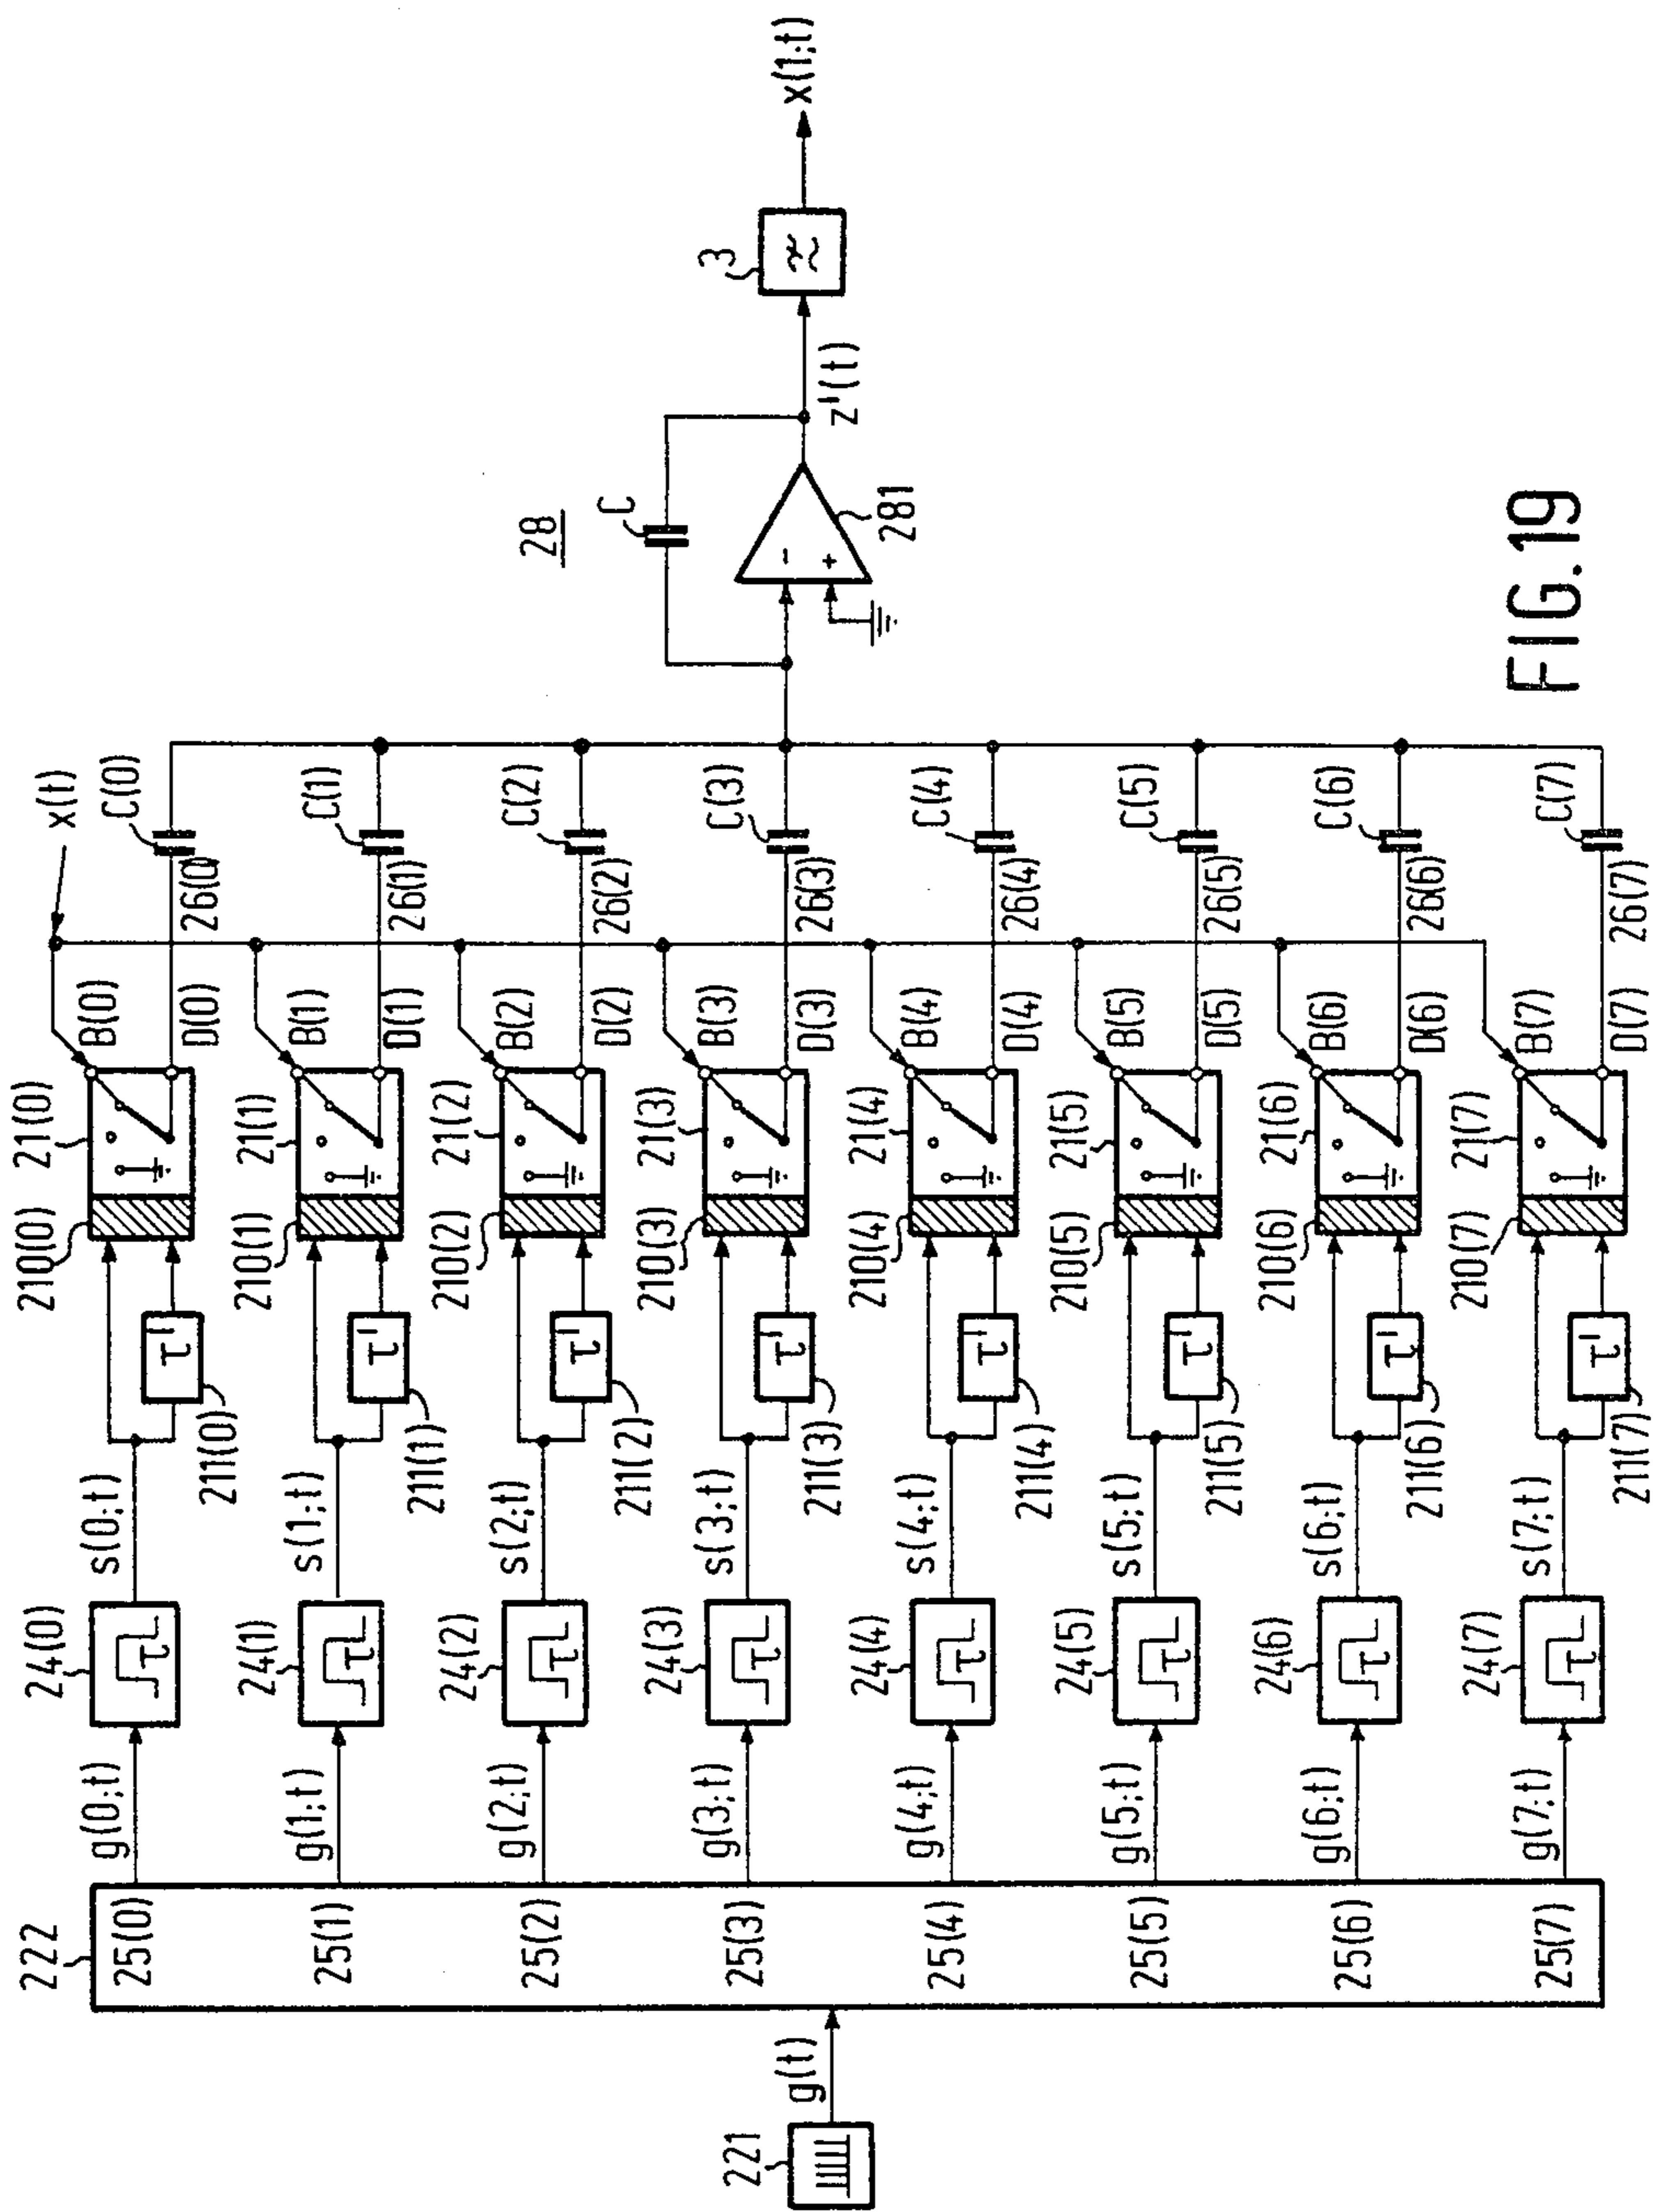 222
25(0)
g(0;t)
24(0)
τ
s(0;t)
211(0)
τ'
210(0)
21(0)
B(0)
D(0)
x(t)
26(0)
C(0)
25(1)
g(1;t)
24(1)
τ
s(1;t)
211(1)
τ'
210(1)
21(1)
B(1)
D(1)
26(1)
C(1)
25(2)
g(2;t)
24(2)
τ
s(2;t)
211(2)
τ'
210(2)
21(2)
B(2)
D(2)
26(2)
C(2)
25(3)
g(3;t)
24(3)
τ
s(3;t)
211(3)
τ'
210(3)
21(3)
B(3)
D(3)
26(3)
C(3)
221
g(t)
28
C
-
+
281
z'(t)
3
x(1;t)
25(4)
g(4;t)
24(4)
τ
s(4;t)
211(4)
τ'
210(4)
21(4)
B(4)
D(4)
26(4)
C(4)
25(5)
g(5;t)
24(5)
τ
s(5;t)
211(5)
τ'
210(5)
21(5)
B(5)
D(5)
26(5)
C(5)
25(6)
g(6;t)
24(6)
τ
s(6;t)
211(6)
τ'
210(6)
21(6)
B(6)
D(6)
26(6)
C(6)
25(7)
g(7;t)
24(7)
τ
s(7;t)
211(7)
τ'
210(7)
21(7)
B(7)
D(7)
26(7)
C(7)
FIG.19